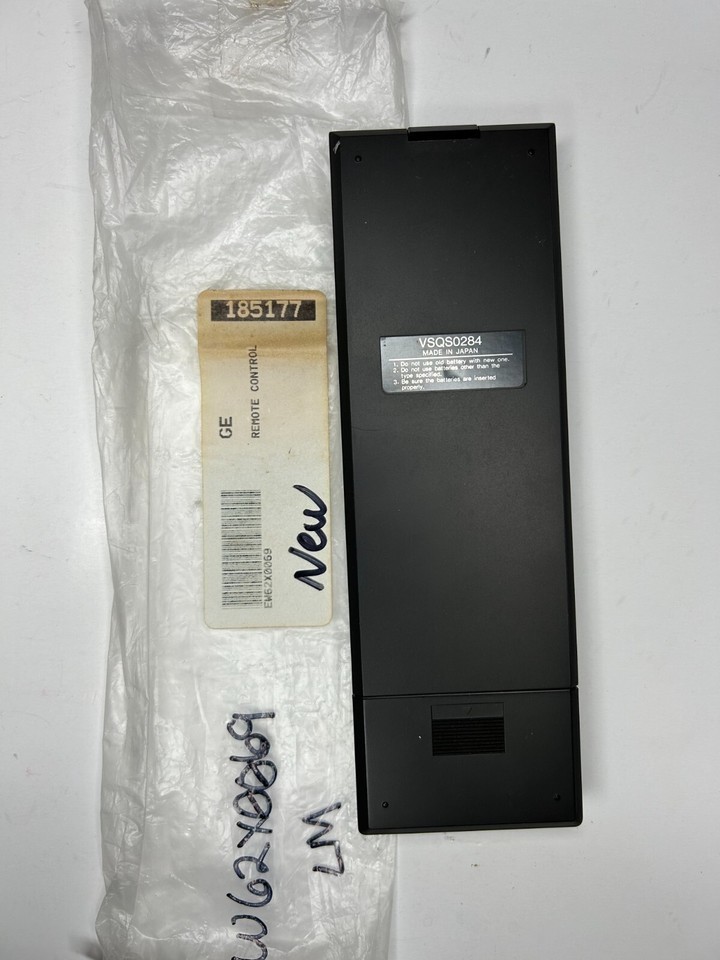 185177
GE
REMOTE CONTROL
EW62X0069
New
W62X0069
LM
VSQS0284
MADE IN JAPAN
1. Do not use old battery with new one.
2. Do not use batteries other than the
type specified.
3. Be sure the batteries are inserted
properly.